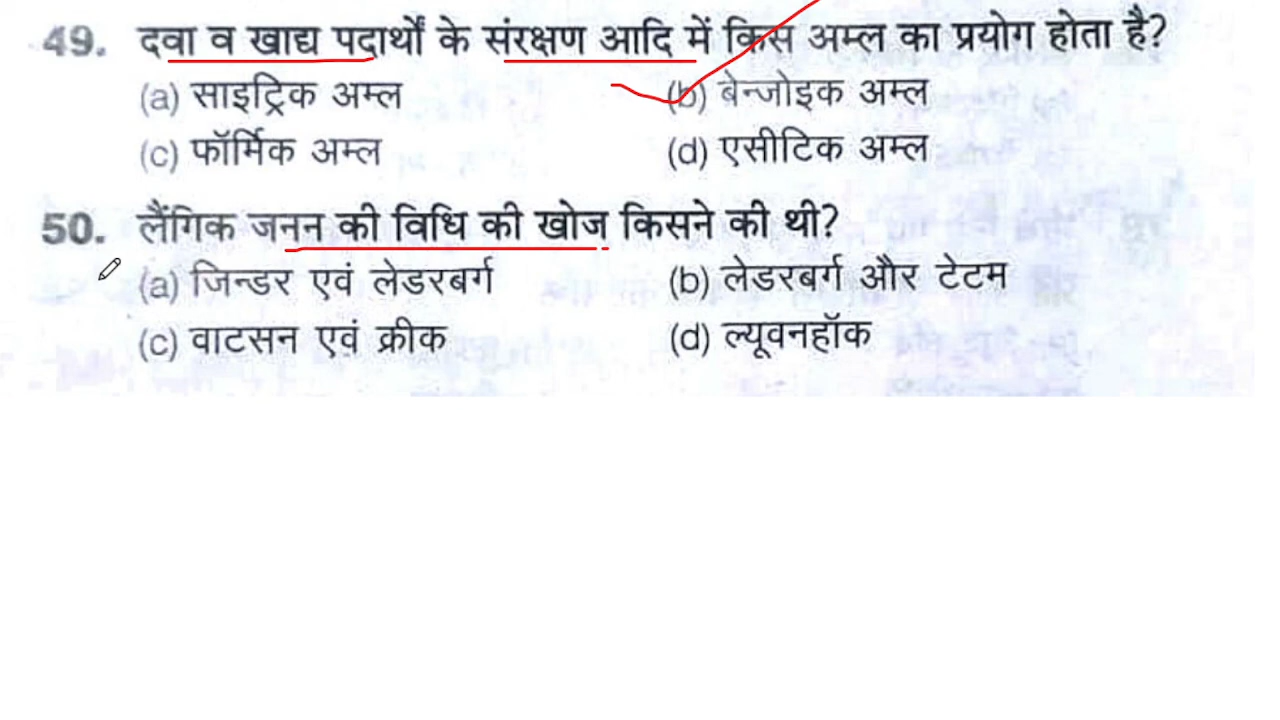 49. दवा व खाद्य पदार्थों के संरक्षण आदि में किस अम्ल का प्रयोग होता है?
(a) साइट्रिक अम्ल (b) बेन्जोइक अम्ल
(c) फॉर्मिक अम्ल (d) एसीटिक अम्ल
50. लैंगिक जनन की विधि की खोज किसने की थी?
(a) जिन्डर एवं लेडरबर्ग (b) लेडरबर्ग और टेटम
(c) वाटसन एवं क्रीक (d) ल्यूवनहॉक